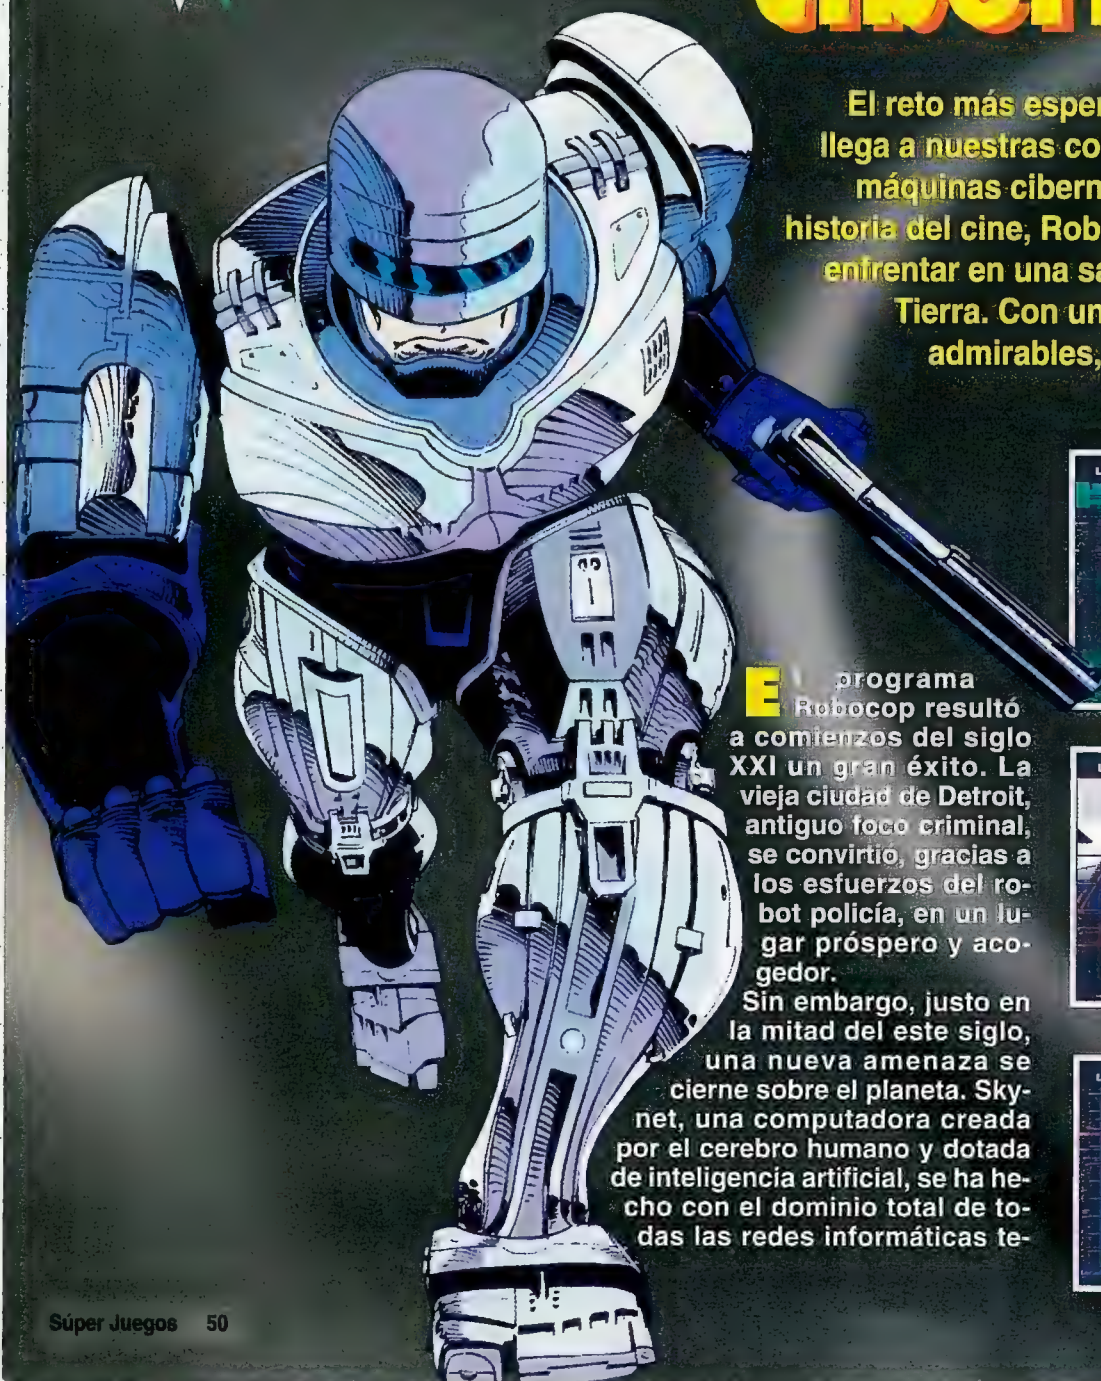 El reto más esper
llega a nuestras co
máquinas cibern
historia del cine, Rob
enfrentar en una sa
Tierra. Con un
admirables,
El programa
Robocop resultó
a comienzos del siglo
XXI un gran éxito. La
vieja ciudad de Detroit,
antiguo foco criminal,
se convirtió, gracias a
los esfuerzos del ro-
bot policía, en un lu-
gar próspero y aco-
gedor.
Sin embargo, justo en
la mitad del este siglo,
una nueva amenaza se
cierne sobre el planeta. Sky-
net, una computadora creada
por el cerebro humano y dotada
de inteligencia artificial, se ha he-
cho con el dominio total de to-
das las redes informáticas te-
Súper Juegos 50